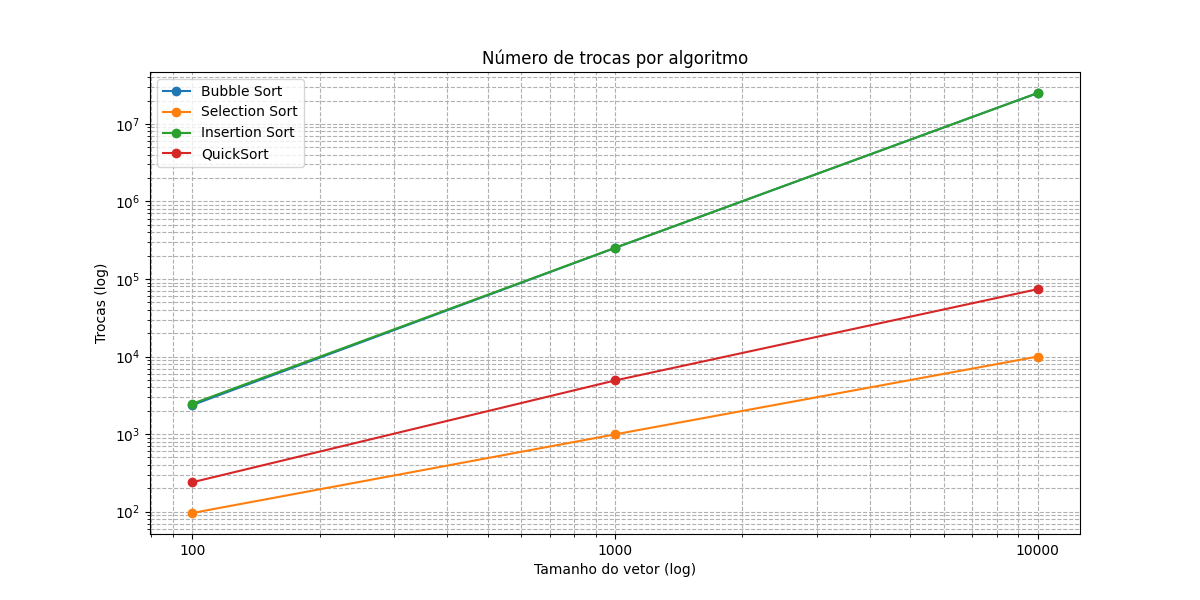 Número de trocas por algoritmo
Bubble Sort
Selection Sort
Insertion Sort
QuickSort
10⁷
10⁶
10⁵
10⁴
10³
10²
Trocas (log)
100
1000
10000
Tamanho do vetor (log)